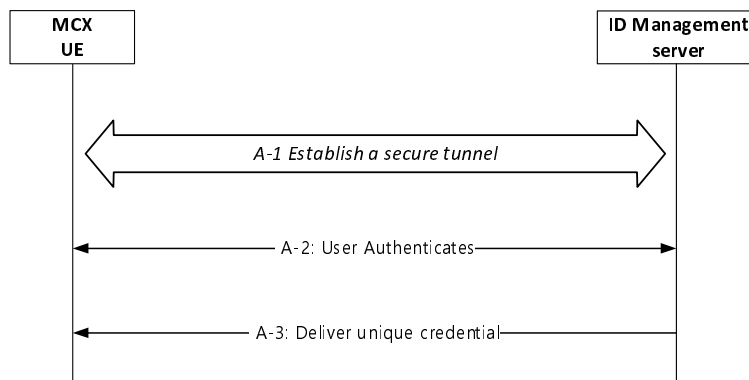 MCX
UE
ID Management
server
A-1 Establish a secure tunnel
A-2: User Authenticates
A-3: Deliver unique credential